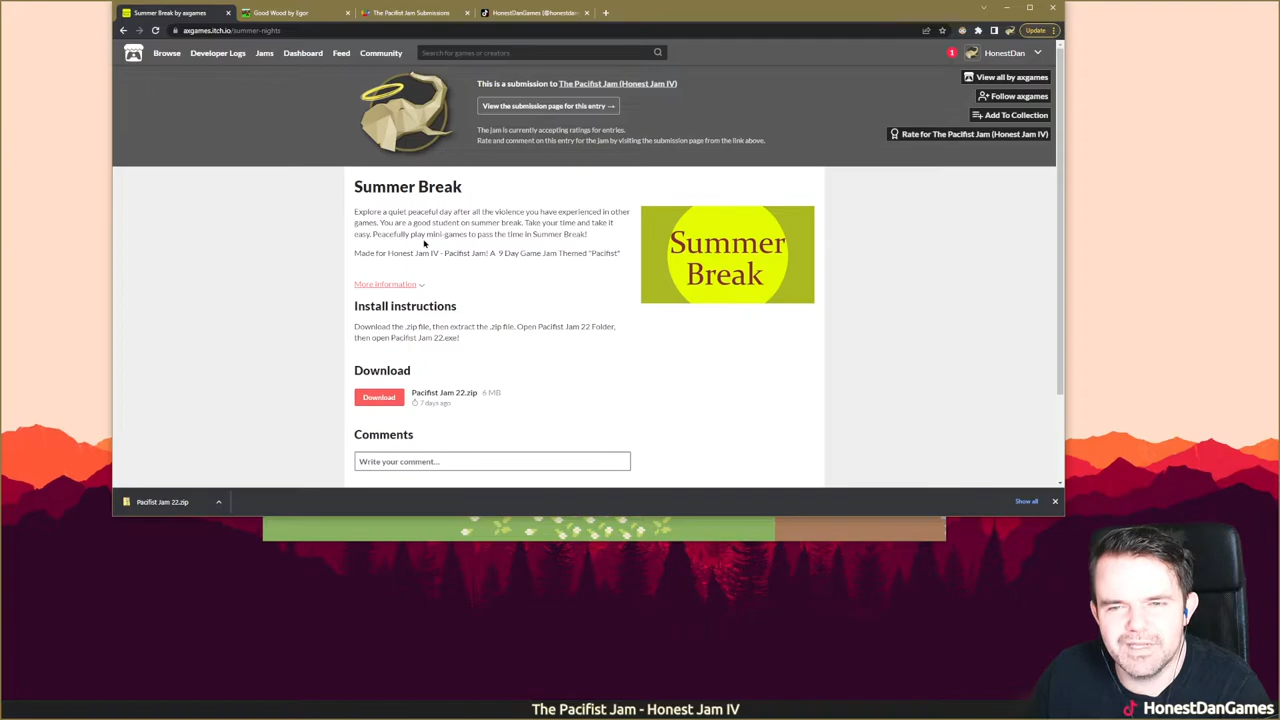 Summer Break by axgames
Good Wood by Egor
The Pacifist Jam Submissions
HonestDanGames (@honestdan
axgames.itch.io/summer-nights
Update
Browse
Developer Logs
Jams
Dashboard
Feed
Community
Search for games or creators
1
HonestDan
This is a submission to The Pacifist Jam (Honest Jam IV)
View the submission page for this entry →
The jam is currently accepting ratings for entries.
Rate and comment on this entry for the jam by visiting the submission page from the link above.
View all by axgames
Follow axgames
Add To Collection
Rate for The Pacifist Jam (Honest Jam IV)
Summer Break
Explore a quiet peaceful day after all the violence you have experienced in other
games. You are a good student on summer break. Take your time and take it
easy. Peacefully play mini-games to pass the time in Summer Break!
Made for Honest Jam IV - Pacifist Jam! A 9 Day Game Jam Themed "Pacifist"
More information
Summer
Break
Install instructions
Download the .zip file, then extract the .zip file. Open Pacifist Jam 22 Folder,
then open Pacifist Jam 22.exe!
Download
Download
Pacifist Jam 22.zip 6 MB
7 days ago
Comments
Write your comment...
Pacifist Jam 22.zip
Show all
The Pacifist Jam - Honest Jam IV
HonestDanGames